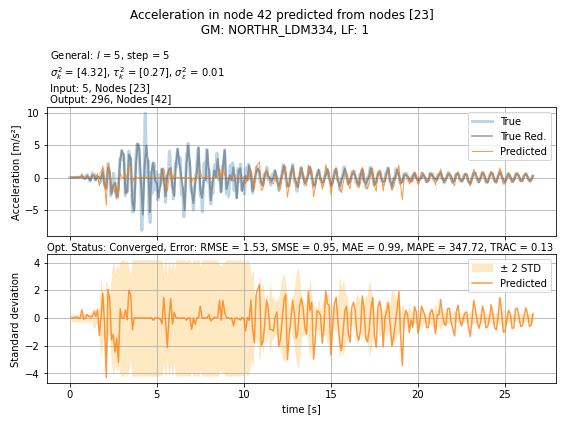 Acceleration in node 42 predicted from nodes [23]
GM: NORTHR_LDM334, LF: 1
General: l = 5, step = 5
σ²ₖ = [4.32], τ²ₖ = [0.27], σ²ε = 0.01
Input: 5, Nodes [23]
Output: 296, Nodes [42]
Acceleration [m/s²]
10
5
0
−5
True
True Red.
Predicted
Opt. Status: Converged, Error: RMSE = 1.53, SMSE = 0.95, MAE = 0.99, MAPE = 347.72, TRAC = 0.13
Standard deviation
4
2
0
−2
−4
± 2 STD
Predicted
0 5 10 15 20 25
time [s]